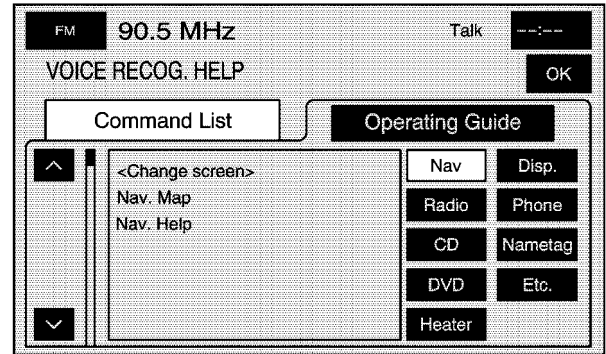 FM 90.5 MHz Talk --:--
VOICE RECOG. HELP OK
Command List Operating Guide
<Change screen> Nav Disp.
Nav. Map Radio Phone
Nav. Help CD Nametag
DVD Etc.
Heater